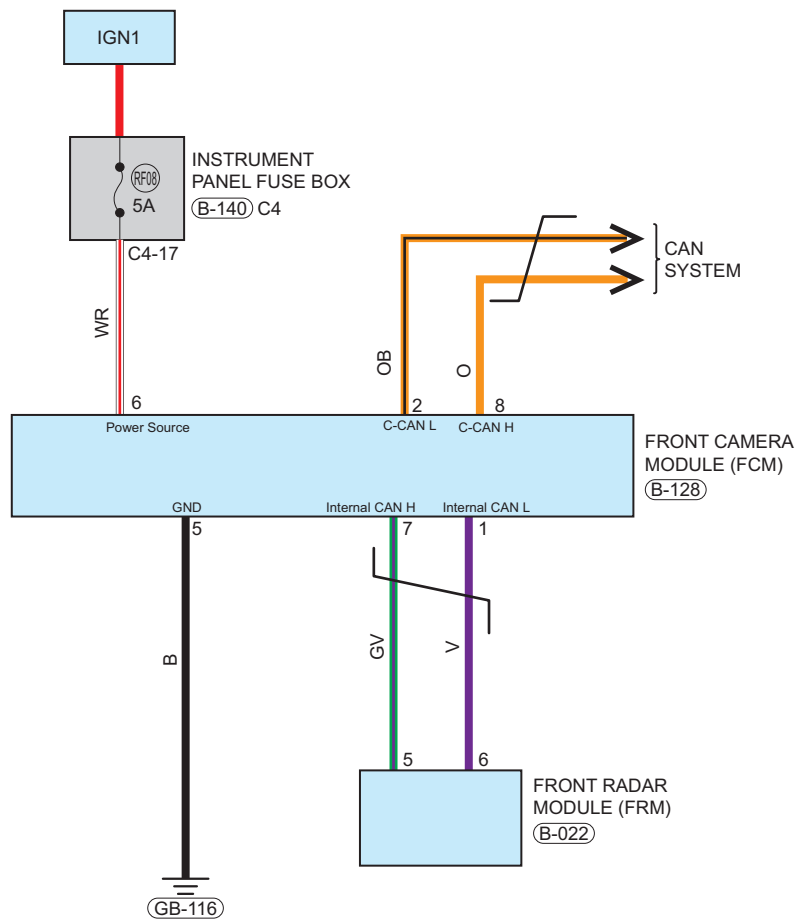 IGN1
RF08
5A
INSTRUMENT
PANEL FUSE BOX
B-140 C4
C4-17
WR
CAN
SYSTEM
OB
O
6
2
8
Power Source
C-CAN L
C-CAN H
FRONT CAMERA
MODULE (FCM)
B-128
GND
Internal CAN H
Internal CAN L
5
7
1
B
GV
V
5
6
FRONT RADAR
MODULE (FRM)
B-022
GB-116